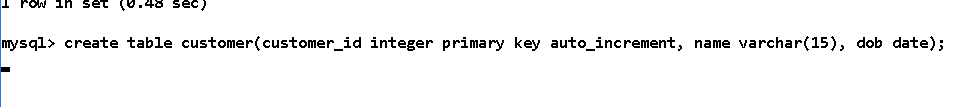 1 row in set (0.48 sec)
mysql> create table customer(customer_id integer primary key auto_increment, name varchar(15), dob date);